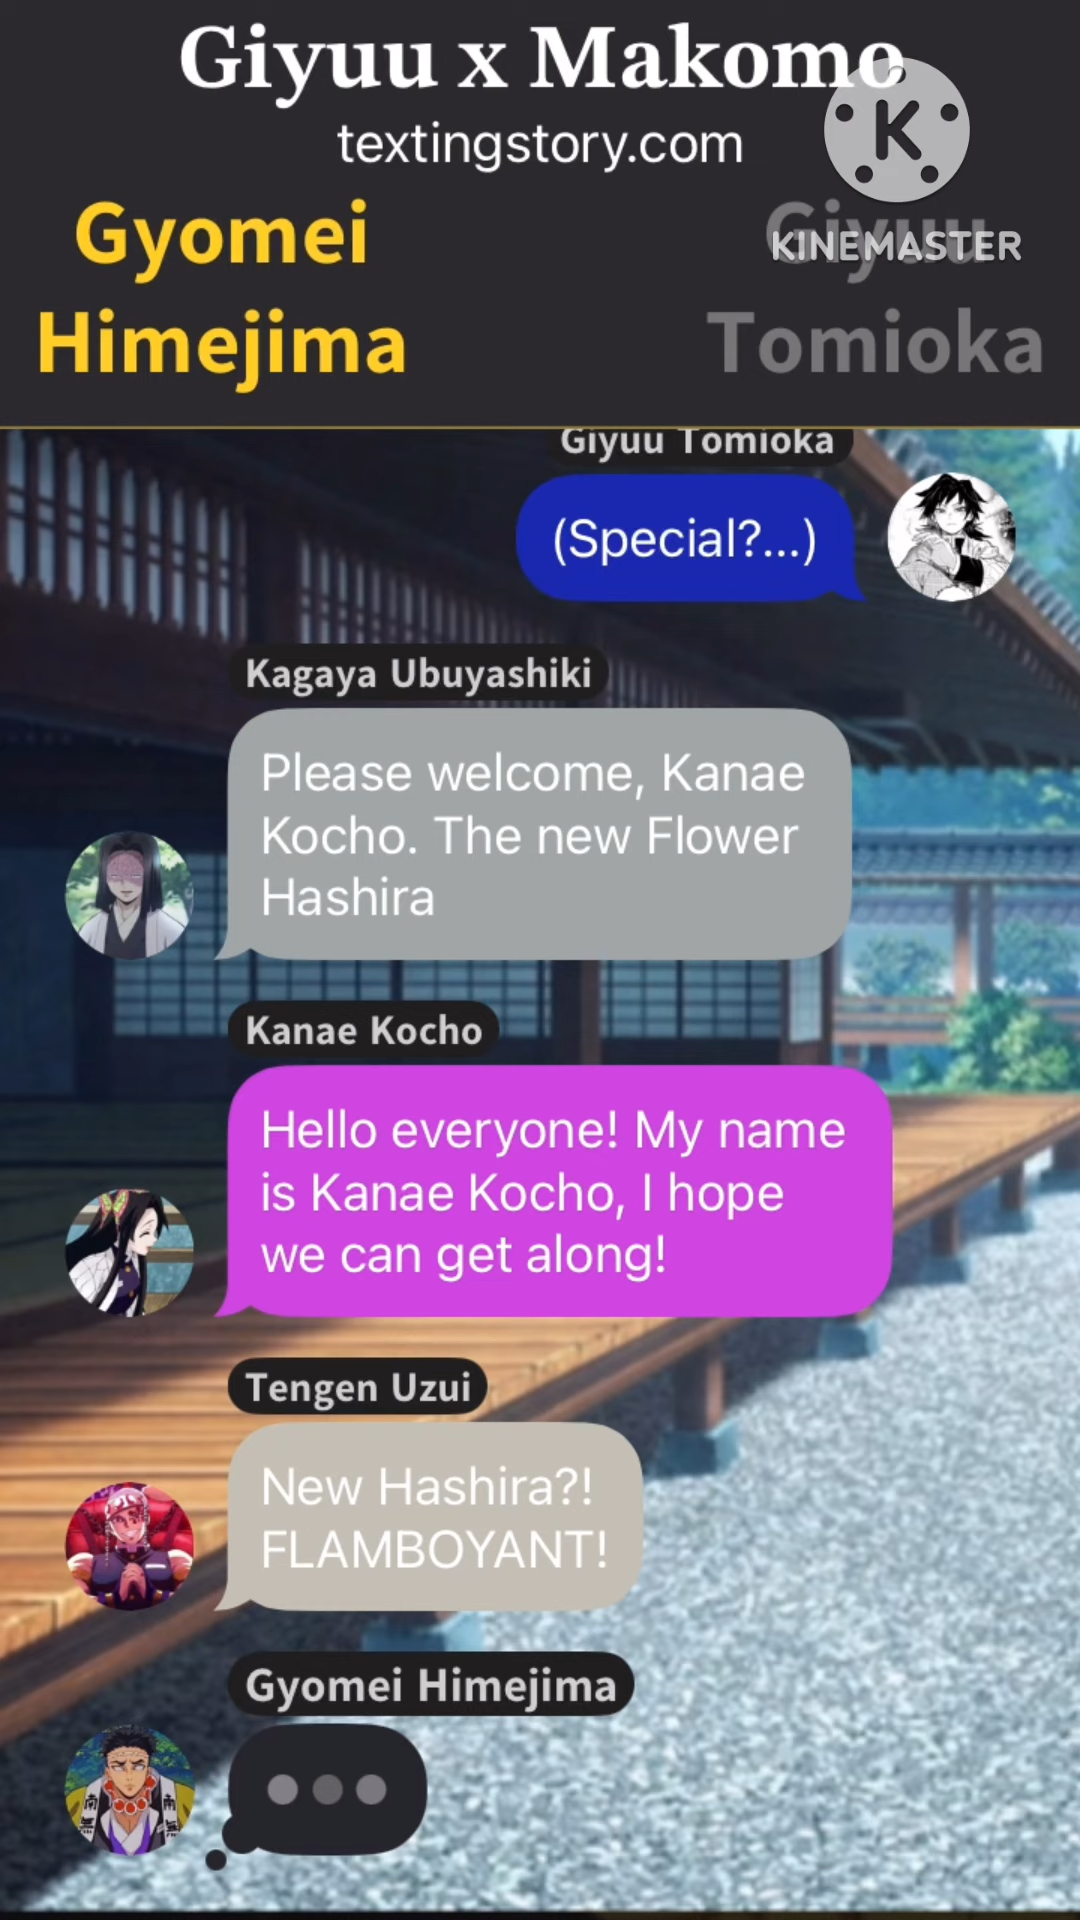 Giyuu x Makomo
textingstory.com
K
KINEMASTER
Gyomei
Himejima
Giyuu
Tomioka
Giyuu Tomioka
(Special?...)
Kagaya Ubuyashiki
Please welcome, Kanae
Kocho. The new Flower
Hashira
Kanae Kocho
Hello everyone! My name
is Kanae Kocho, I hope
we can get along!
Tengen Uzui
New Hashira?!
FLAMBOYANT!
Gyomei Himejima